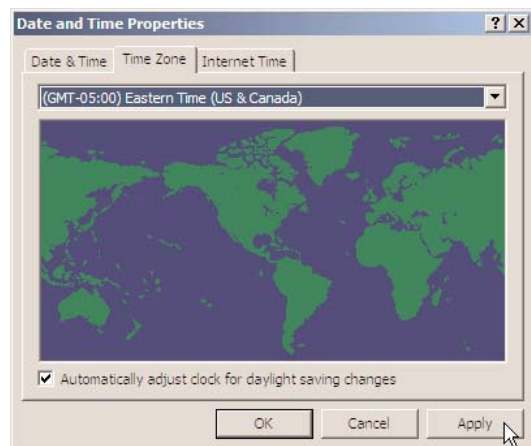 Date and Time Properties
Date & Time Time Zone Internet Time
(GMT-05:00) Eastern Time (US & Canada)
Automatically adjust clock for daylight saving changes
OK Cancel Apply